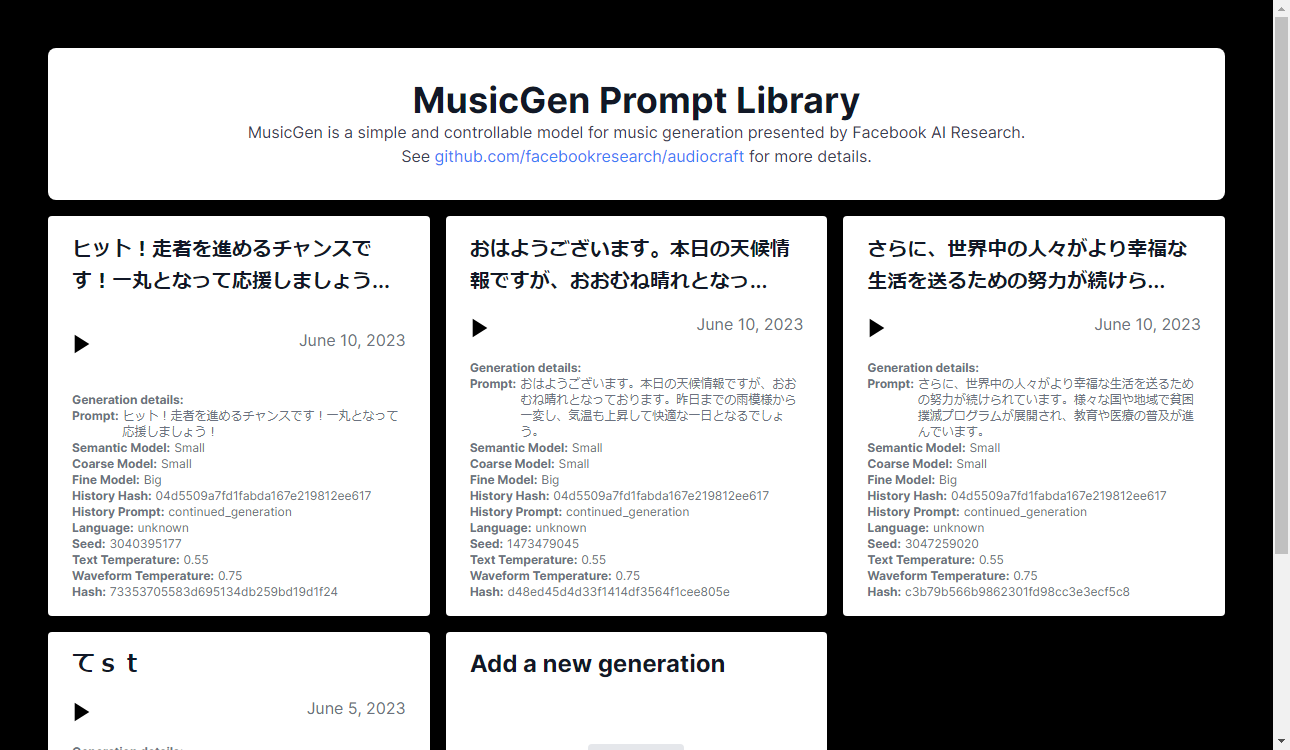 MusicGen Prompt Library
MusicGen is a simple and controllable model for music generation presented by Facebook AI Research.
See github.com/facebookresearch/audiocraft for more details.
ヒット！走者を進めるチャンスで
す！一丸となって応援しましょう...
June 10, 2023
Generation details:
Prompt: ヒット！走者を進めるチャンスです！一丸となって
応援しましょう！
Semantic Model: Small
Coarse Model: Small
Fine Model: Big
History Hash: 04d5509a7fd1fabda167e219812ee617
History Prompt: continued_generation
Language: unknown
Seed: 3040395177
Text Temperature: 0.55
Waveform Temperature: 0.75
Hash: 73353705583d695134db259bd19d1f24
おはようございます。本日の天候情
報ですが、おおむね晴れとなっ...
June 10, 2023
Generation details:
Prompt: おはようございます。本日の天候情報ですが、おお
むね晴れとなっております。昨日までの雨模様から
一変し、気温も上昇して快適な一日となるでしょ
う。
Semantic Model: Small
Coarse Model: Small
Fine Model: Big
History Hash: 04d5509a7fd1fabda167e219812ee617
History Prompt: continued_generation
Language: unknown
Seed: 1473479045
Text Temperature: 0.55
Waveform Temperature: 0.75
Hash: d48ed45d4d33f1414df3564f1cee805e
さらに、世界中の人々がより幸福な
生活を送るための努力が続けら...
June 10, 2023
Generation details:
Prompt: さらに、世界中の人々がより幸福な生活を送るため
の努力が続けられています。様々な国や地域で貧困
撲滅プログラムが展開され、教育や医療の普及が進
んでいます。
Semantic Model: Small
Coarse Model: Small
Fine Model: Big
History Hash: 04d5509a7fd1fabda167e219812ee617
History Prompt: continued_generation
Language: unknown
Seed: 3047259020
Text Temperature: 0.55
Waveform Temperature: 0.75
Hash: c3b79b566b9862301fd98cc3e3ecf5c8
てｓｔ
June 5, 2023
Add a new generation